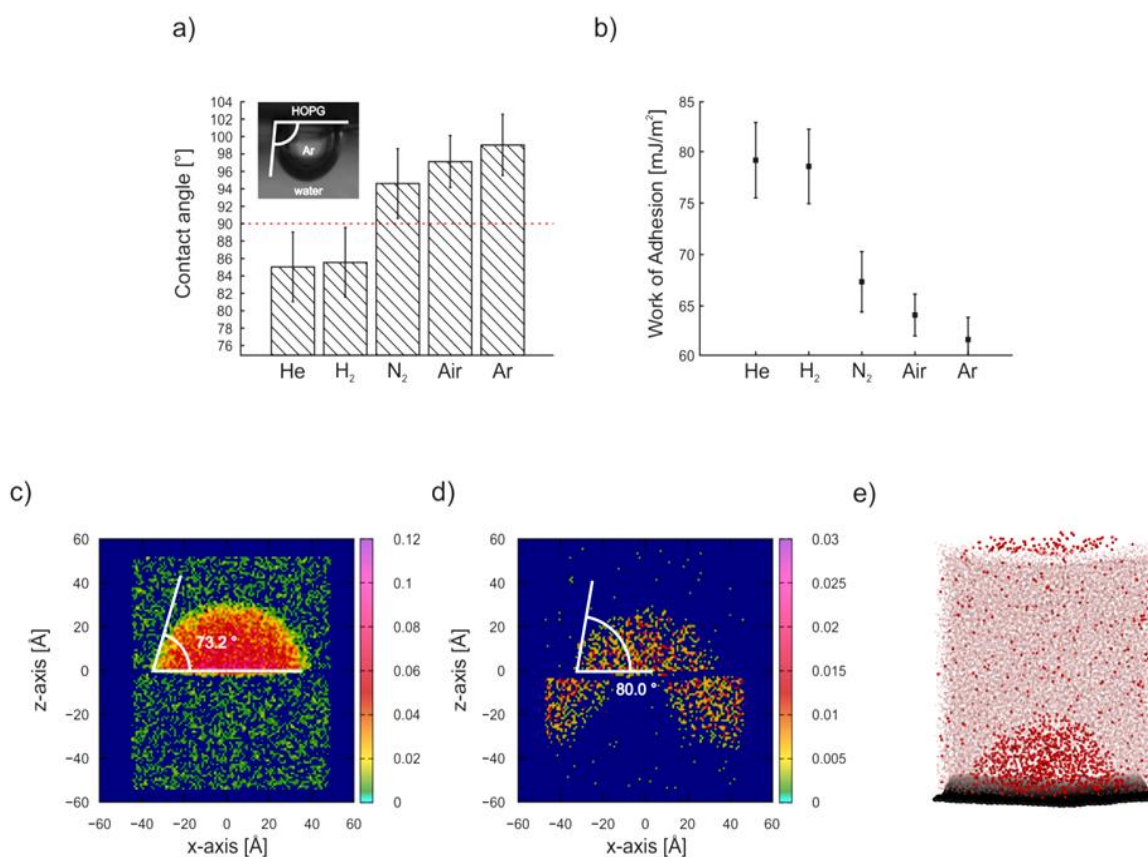 a)
Contact angle [°]
104
102
100
98
96
94
92
90
88
86
84
82
80
78
76
HOPG
Ar
water
He H₂ N₂ Air Ar
b)
Work of Adhesion [mJ/m²]
85
80
75
70
65
60
He H₂ N₂ Air Ar
c)
z-axis [Å]
60
40
20
0
−20
−40
−60
73.2 °
−60 −40 −20 0 20 40 60
x-axis [Å]
0.12
0.1
0.08
0.06
0.04
0.02
0
d)
z-axis [Å]
60
40
20
0
−20
−40
−60
80.0 °
−60 −40 −20 0 20 40 60
x-axis [Å]
0.03
0.025
0.02
0.015
0.01
0.005
0
e)